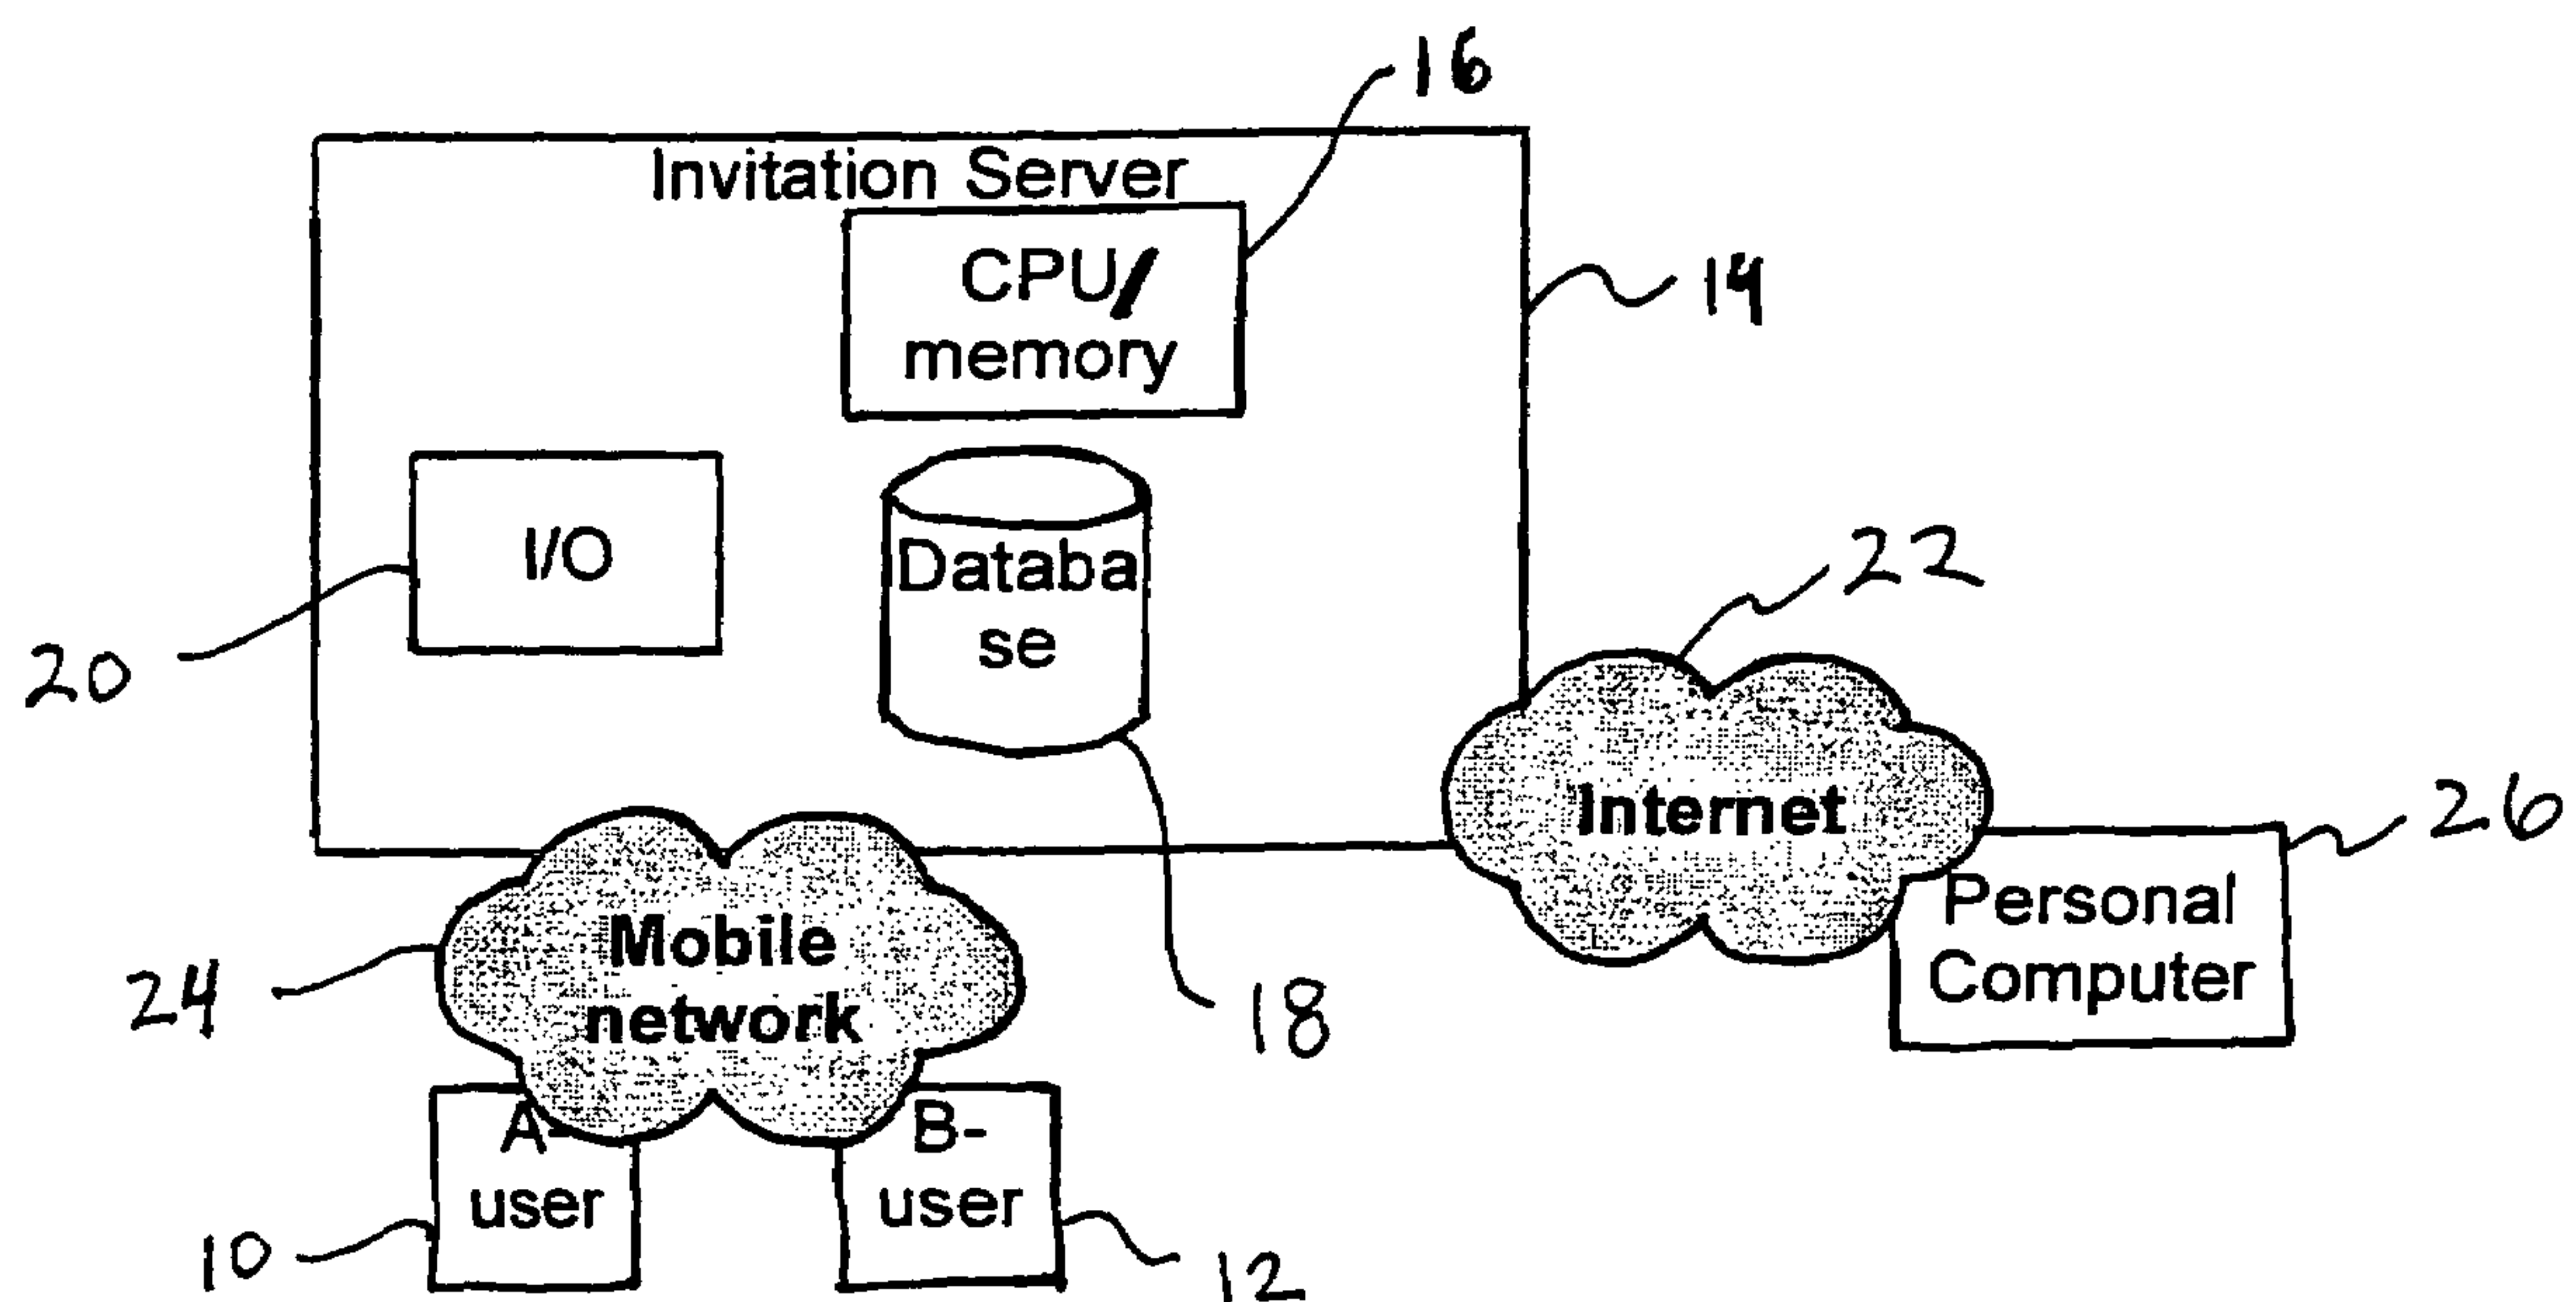 16
Invitation Server
CPU/
memory
14
I/O
Databa
se
22
20
Internet
26
Personal
Computer
Mobile
network
24
18
A-
user
B-
user
10
12